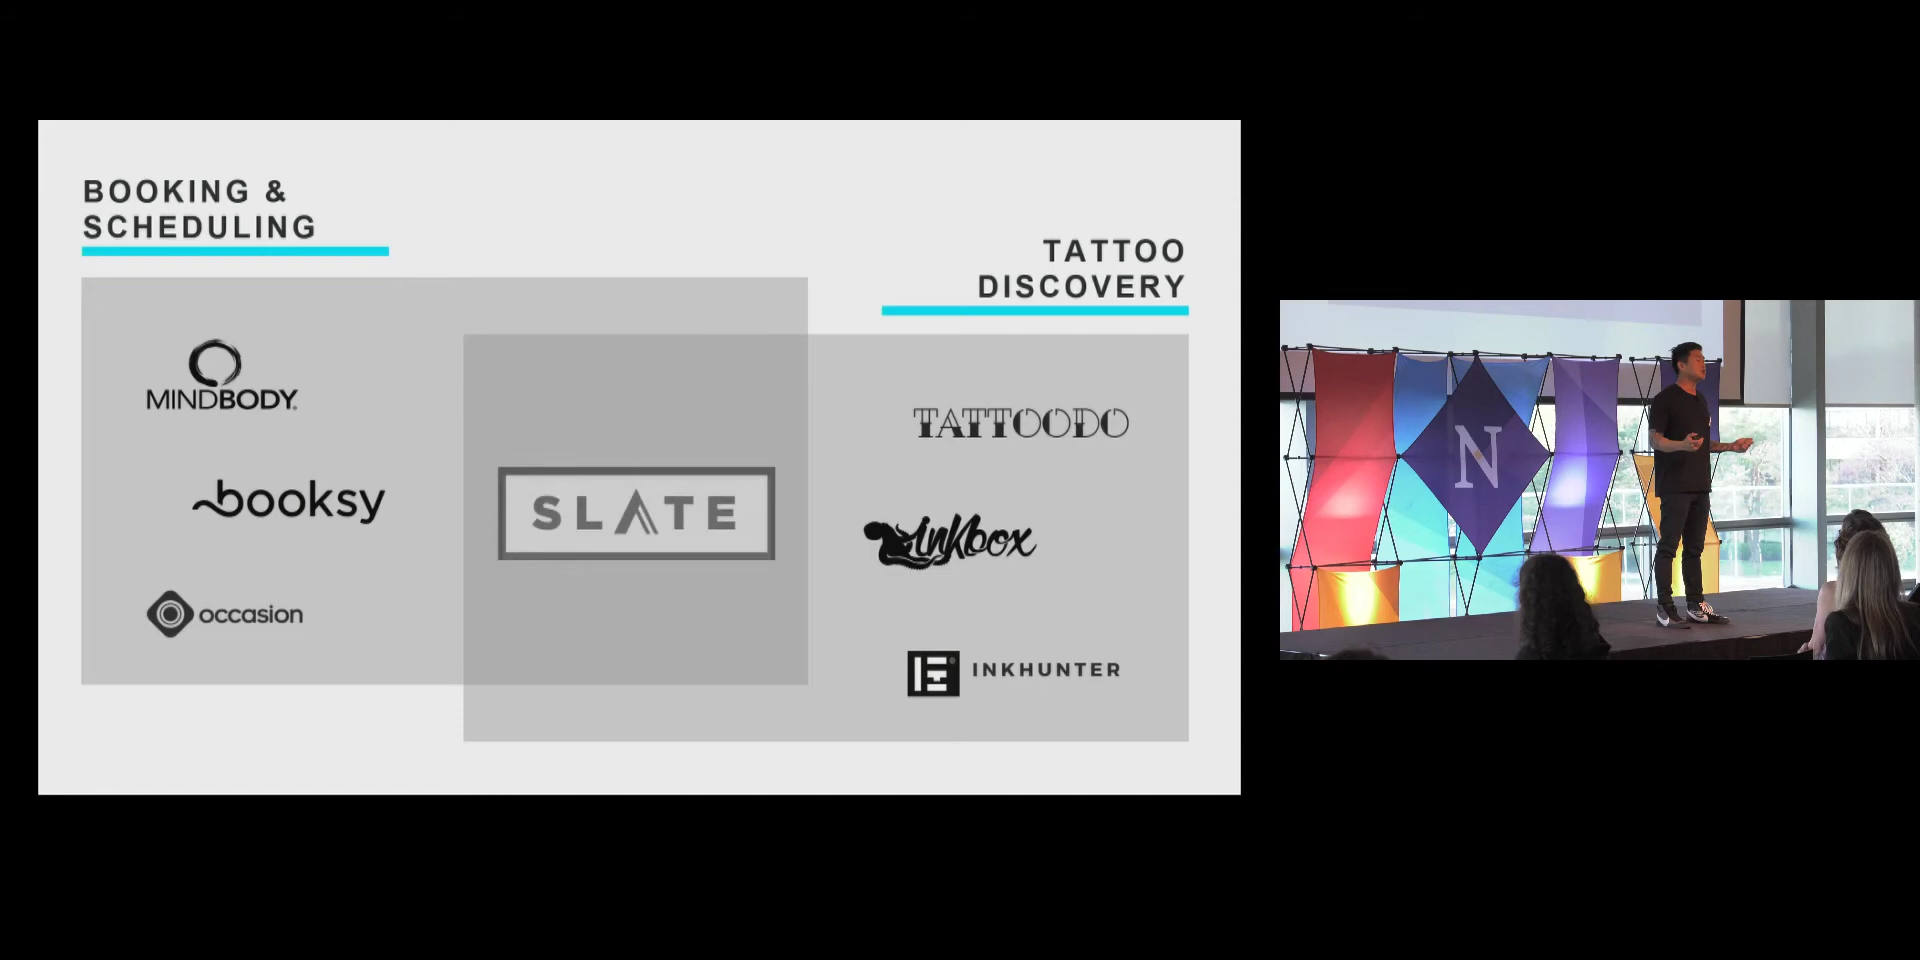 BOOKING &
SCHEDULING
TATTOO
DISCOVERY
MINDBODY
booksy
occasion
SLATE
TATTOODO
inkbox
INKHUNTER
N